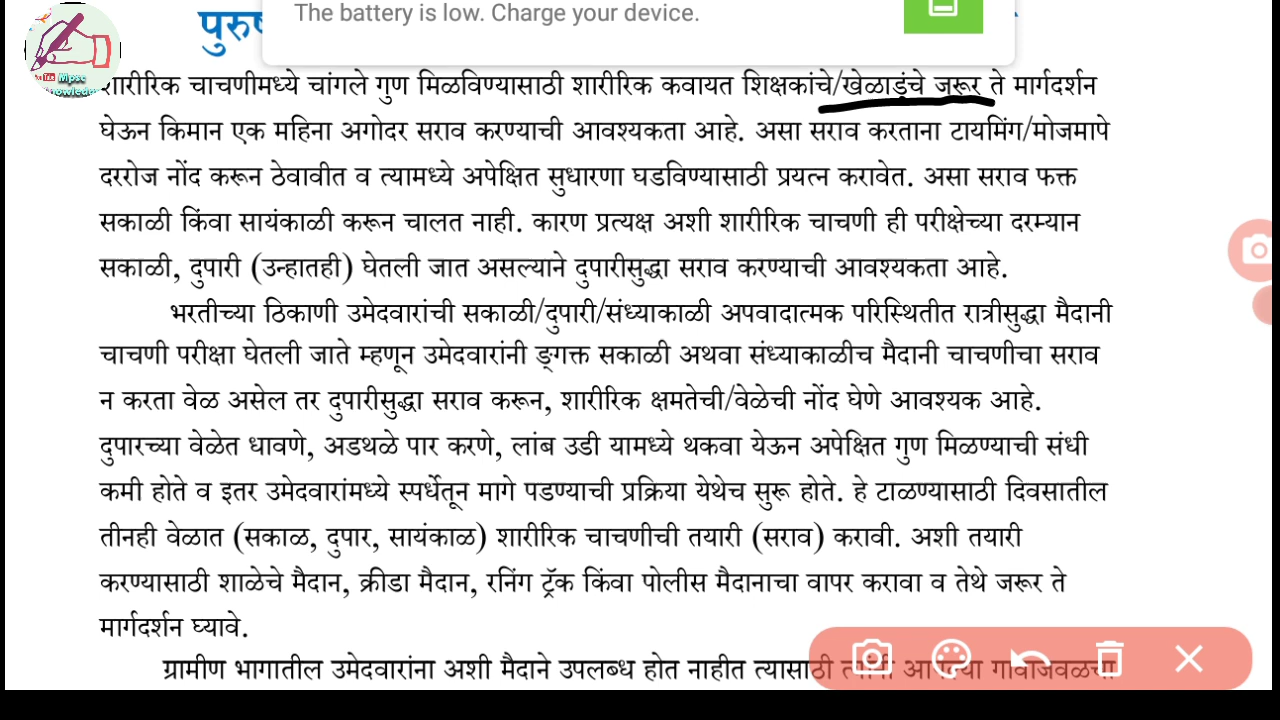 The battery is low. Charge your device.
पुरुष
शारीरिक चाचणीमध्ये चांगले गुण मिळविण्यासाठी शारीरिक कवायत शिक्षकांचे/खेळाडूंचे जरूर ते मार्गदर्शन
घेऊन किमान एक महिना अगोदर सराव करण्याची आवश्यकता आहे. असा सराव करताना टायमिंग/मोजमापे
दररोज नोंद करून ठेवावीत व त्यामध्ये अपेक्षित सुधारणा घडविण्यासाठी प्रयत्न करावेत. असा सराव फक्त
सकाळी किंवा सायंकाळी करून चालत नाही. कारण प्रत्यक्ष अशी शारीरिक चाचणी ही परीक्षेच्या दरम्यान
सकाळी, दुपारी (उन्हातही) घेतली जात असल्याने दुपारीसुद्धा सराव करण्याची आवश्यकता आहे.
भरतीच्या ठिकाणी उमेदवारांची सकाळी/दुपारी/संध्याकाळी अपवादात्मक परिस्थितीत रात्रीसुद्धा मैदानी
चाचणी परीक्षा घेतली जाते म्हणून उमेदवारांनी ङ्गक्त सकाळी अथवा संध्याकाळीच मैदानी चाचणीचा सराव
न करता वेळ असेल तर दुपारीसुद्धा सराव करून, शारीरिक क्षमतेची/वेळेची नोंद घेणे आवश्यक आहे.
दुपारच्या वेळेत धावणे, अडथळे पार करणे, लांब उडी यामध्ये थकवा येऊन अपेक्षित गुण मिळण्याची संधी
कमी होते व इतर उमेदवारांमध्ये स्पर्धेतून मागे पडण्याची प्रक्रिया येथेच सुरू होते. हे टाळण्यासाठी दिवसातील
तीनही वेळात (सकाळ, दुपार, सायंकाळ) शारीरिक चाचणीची तयारी (सराव) करावी. अशी तयारी
करण्यासाठी शाळेचे मैदान, क्रीडा मैदान, रनिंग ट्रॅक किंवा पोलीस मैदानाचा वापर करावा व तेथे जरूर ते
मार्गदर्शन घ्यावे.
ग्रामीण भागातील उमेदवारांना अशी मैदाने उपलब्ध होत नाहीत त्यासाठी त्यांनी आपल्या गावाजवळच्या